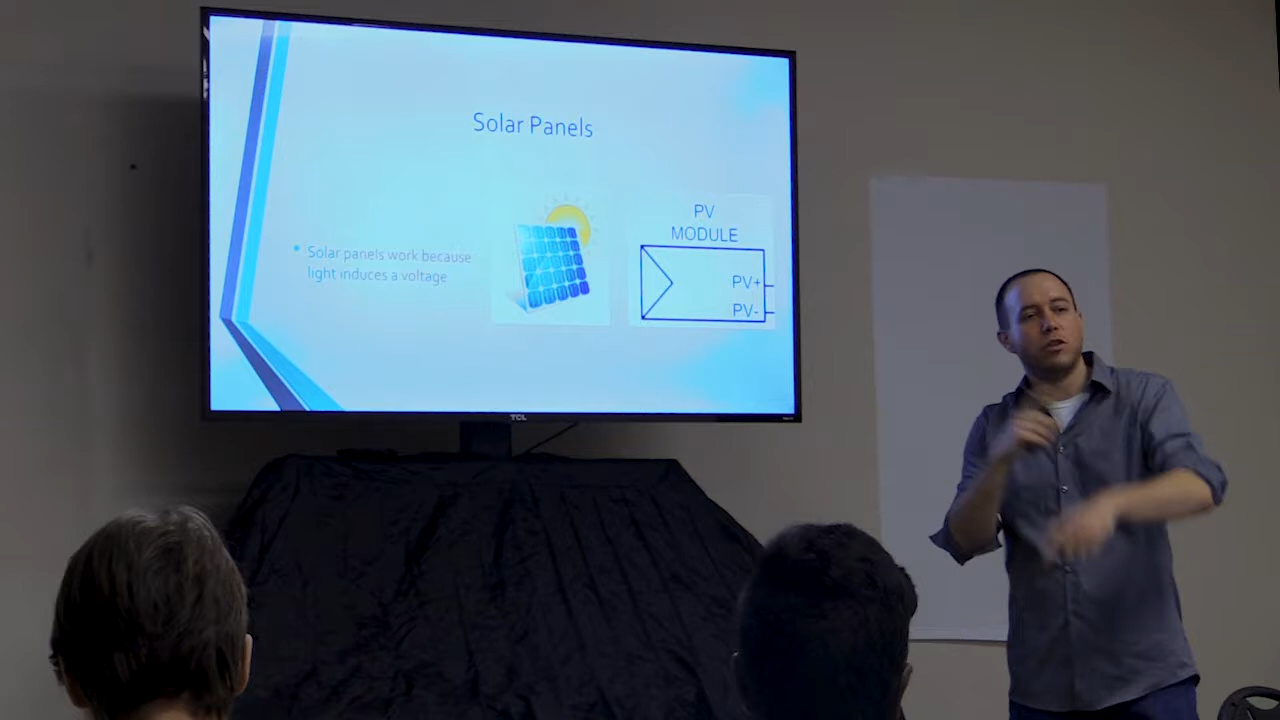 Solar Panels
• Solar panels work because
light induces a voltage
PV
MODULE
PV+
PV-
TCL